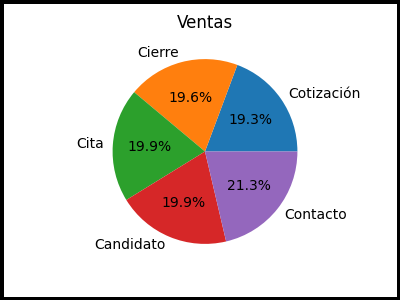 Ventas
Cierre
Cotización
19.6%
19.3%
Cita
19.9%
19.9%
21.3%
Candidato
Contacto